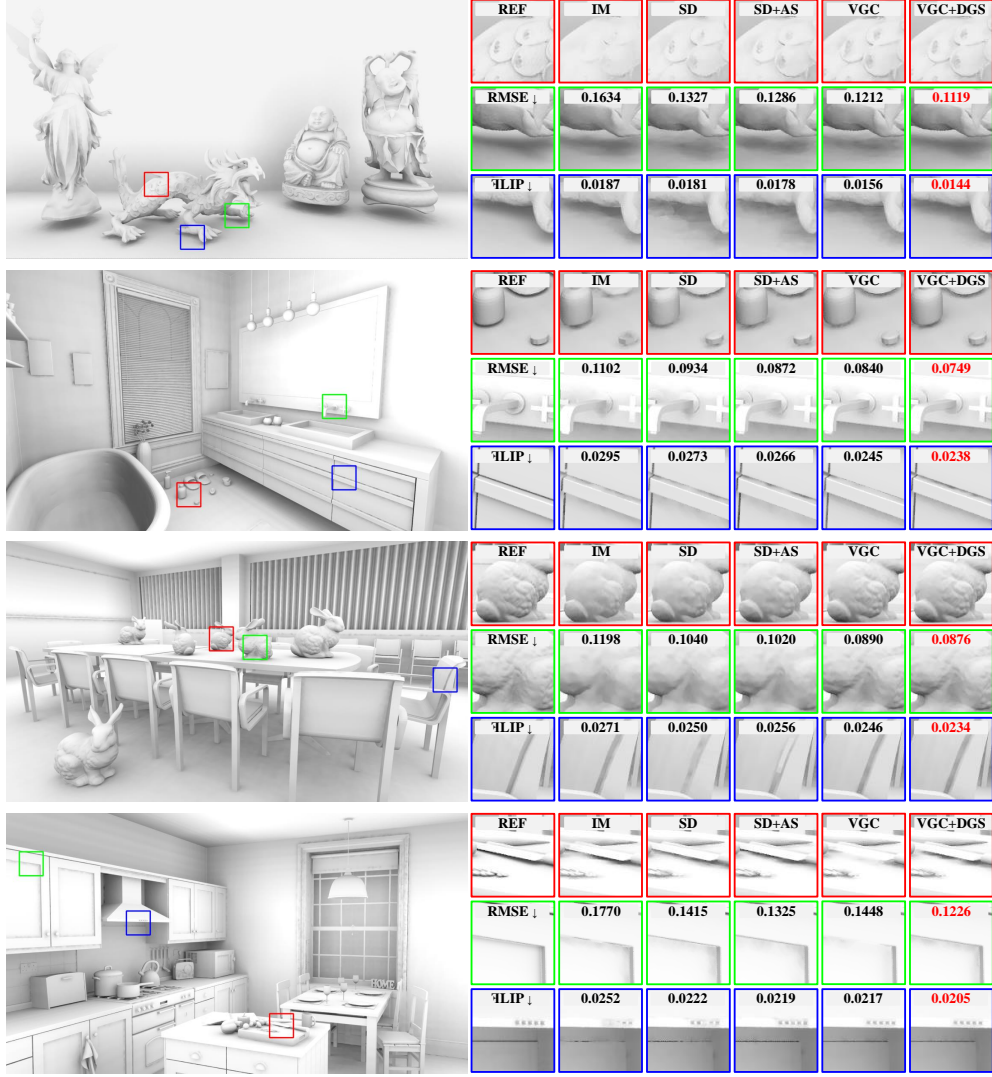 REF IM SD SD+AS VGC VGC+DGS
RMSE ↓ 0.1634 0.1327 0.1286 0.1212 0.1119
ꟻLIP ↓ 0.0187 0.0181 0.0178 0.0156 0.0144
REF IM SD SD+AS VGC VGC+DGS
RMSE ↓ 0.1102 0.0934 0.0872 0.0840 0.0749
ꟻLIP ↓ 0.0295 0.0273 0.0266 0.0245 0.0238
REF IM SD SD+AS VGC VGC+DGS
RMSE ↓ 0.1198 0.1040 0.1020 0.0890 0.0876
ꟻLIP ↓ 0.0271 0.0250 0.0256 0.0246 0.0234
REF IM SD SD+AS VGC VGC+DGS
RMSE ↓ 0.1770 0.1415 0.1325 0.1448 0.1226
ꟻLIP ↓ 0.0252 0.0222 0.0219 0.0217 0.0205
HOME